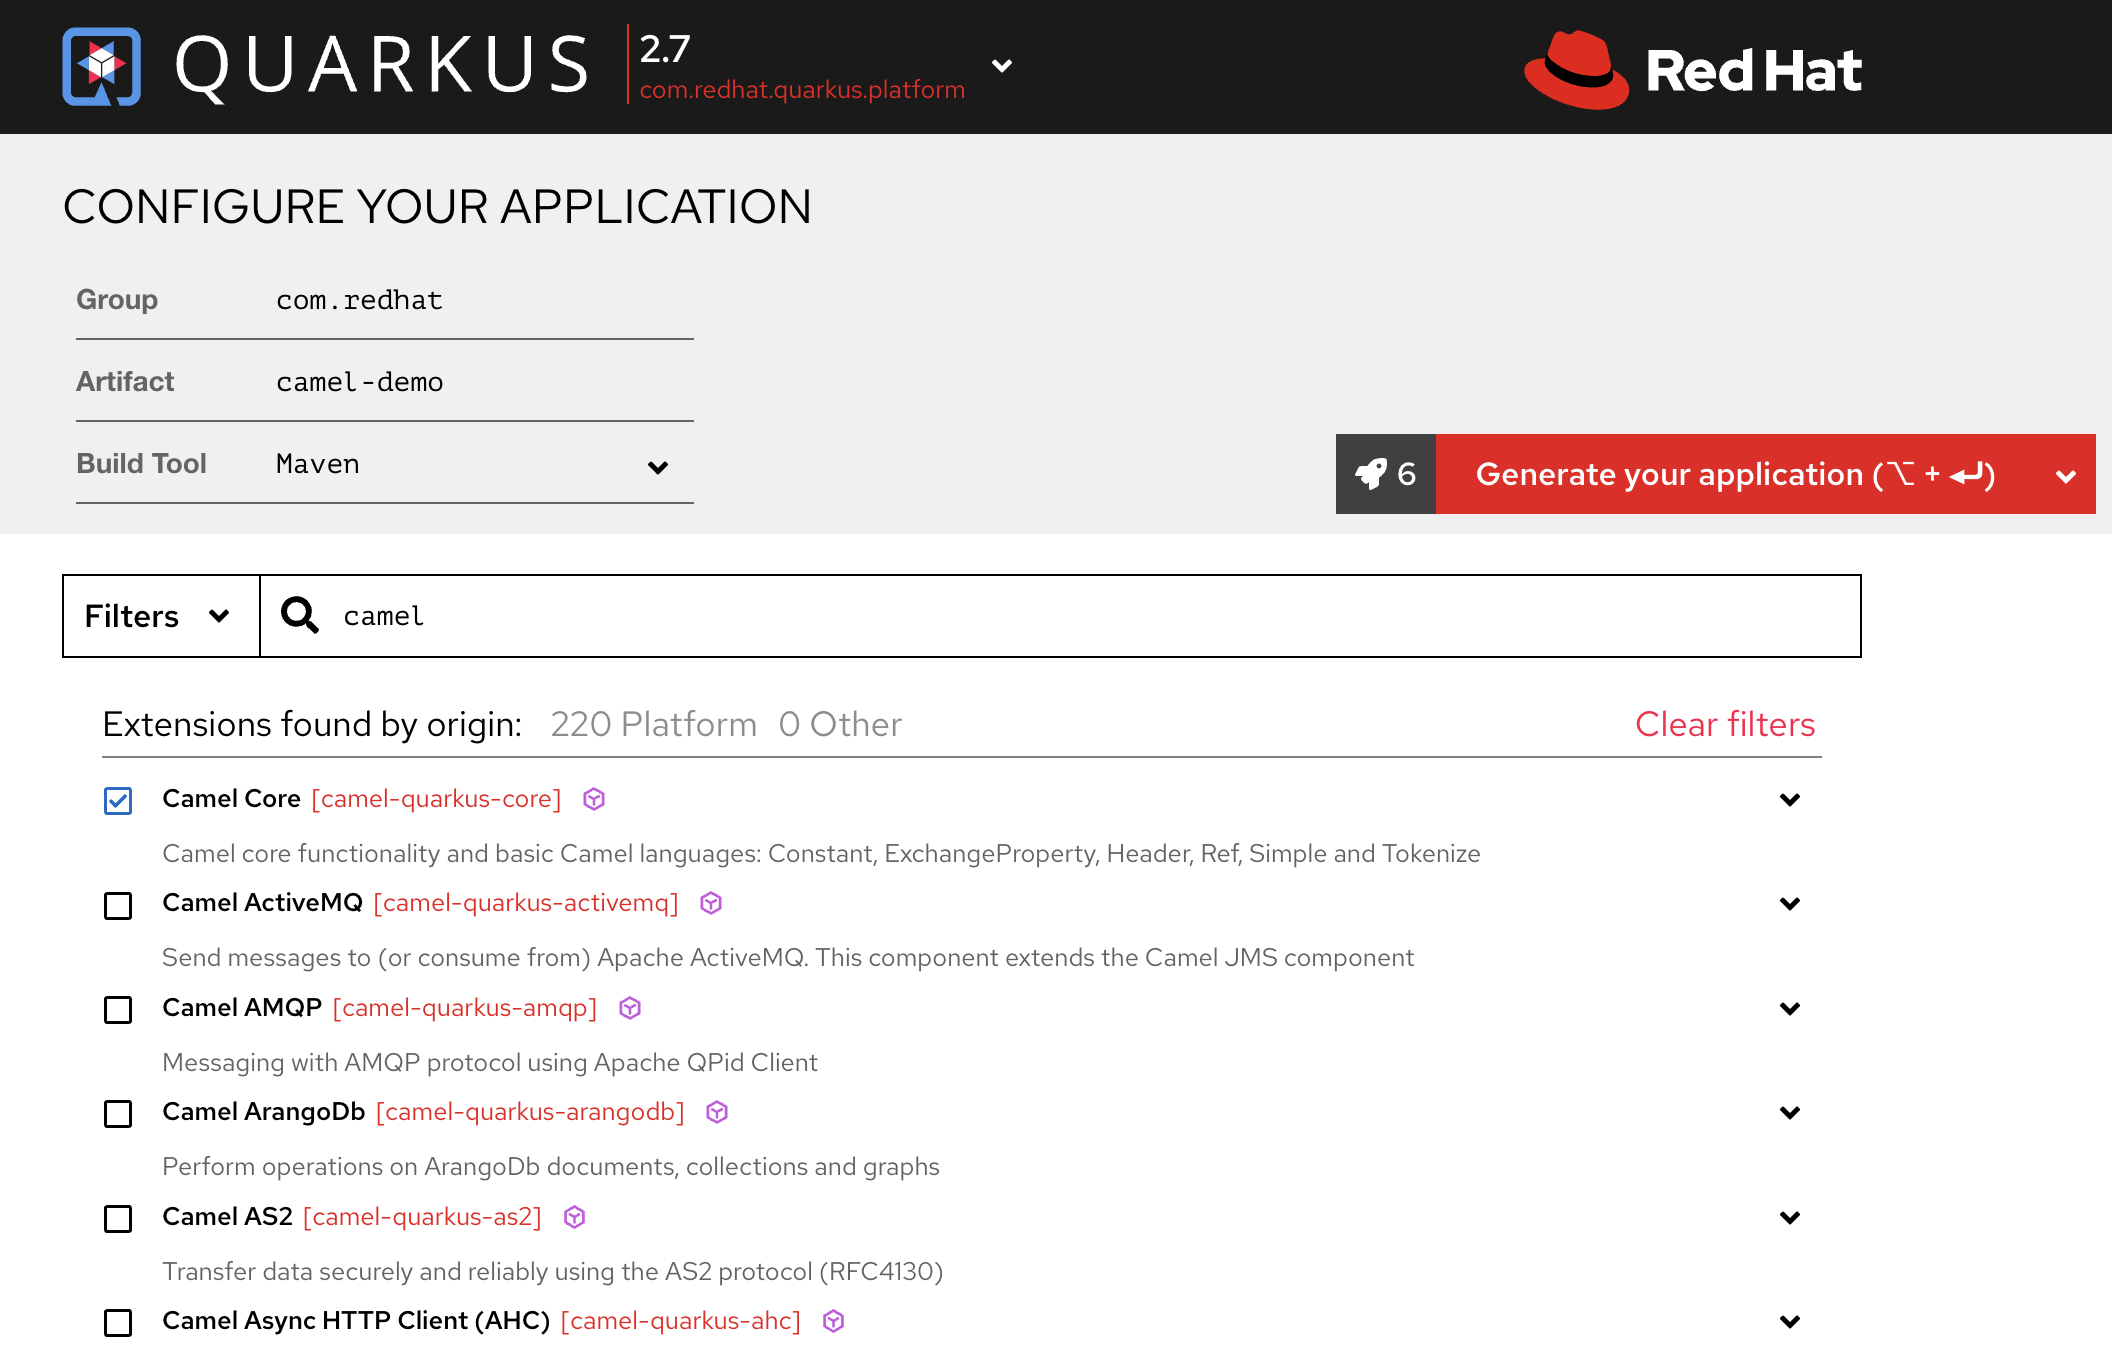 QUARKUS
2.7
com.redhat.quarkus.platform
Red Hat
CONFIGURE YOUR APPLICATION
Group com.redhat
Artifact camel-demo
Build Tool Maven
6 Generate your application (⌥ + ↵)
Filters camel
Extensions found by origin: 220 Platform 0 Other Clear filters
Camel Core [camel-quarkus-core]
Camel core functionality and basic Camel languages: Constant, ExchangeProperty, Header, Ref, Simple and Tokenize
Camel ActiveMQ [camel-quarkus-activemq]
Send messages to (or consume from) Apache ActiveMQ. This component extends the Camel JMS component
Camel AMQP [camel-quarkus-amqp]
Messaging with AMQP protocol using Apache QPid Client
Camel ArangoDb [camel-quarkus-arangodb]
Perform operations on ArangoDb documents, collections and graphs
Camel AS2 [camel-quarkus-as2]
Transfer data securely and reliably using the AS2 protocol (RFC4130)
Camel Async HTTP Client (AHC) [camel-quarkus-ahc]